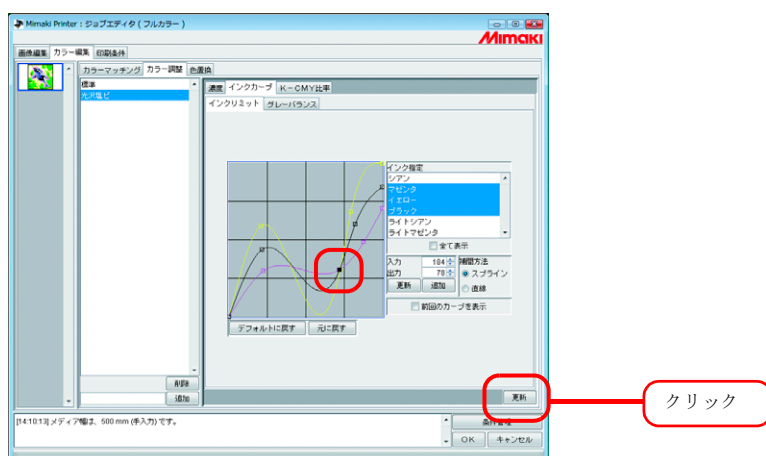 Mimaki Printer : ジョブエディタ ( フルカラー )
Mimaki
画像編集 カラー編集 印刷条件
カラーマッチング カラー調整 色置換
標準
光沢塩ビ
濃度 インクカーブ K-CMY比率
インクリミット グレーバランス
インク指定
シアン
マゼンタ
イエロー
ブラック
ライトシアン
ライトマゼンタ
全て表示
入力 184 補間方法
出力 78 スプライン
更新 追加 直線
前回のカーブを表示
デフォルトに戻す 元に戻す
削除
追加 更新
クリック
[14:10:13] メディア幅は、500 mm (手入力) です。
条件管理
OK キャンセル